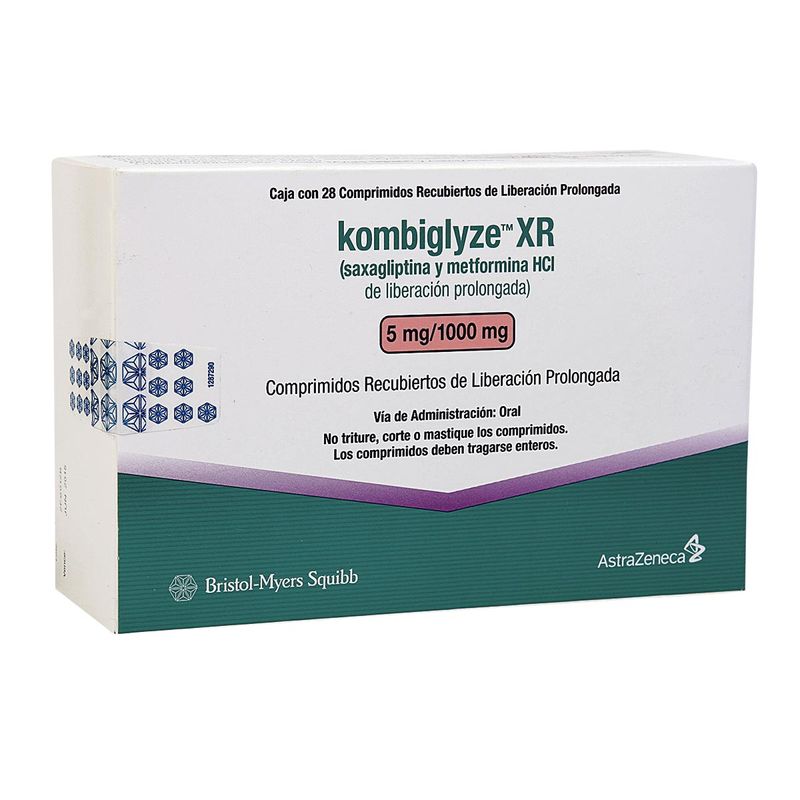 Caja con 28 Comprimidos Recubiertos de Liberación Prolongada
kombiglyze™ XR
(saxagliptina y metformina HCl
de liberación prolongada)
5 mg/1000 mg
Comprimidos Recubiertos de Liberación Prolongada
Vía de Administración: Oral
No triture, corte o mastique los comprimidos.
Los comprimidos deben tragarse enteros.
Bristol-Myers Squibb
AstraZeneca
1287290